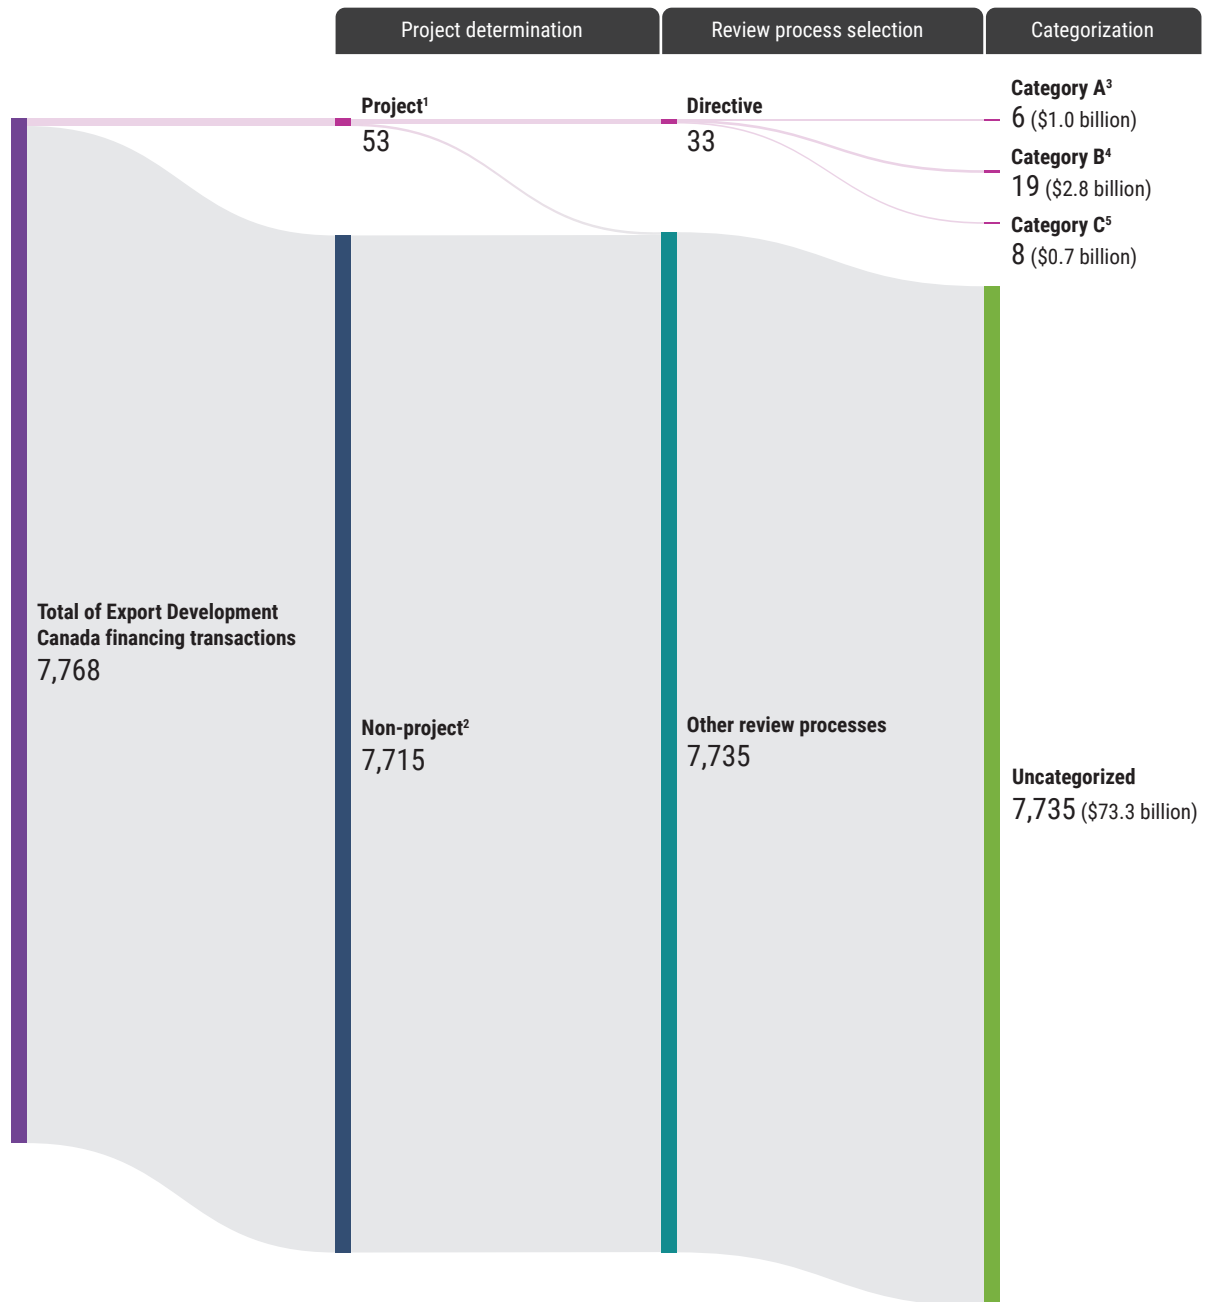 Project determination
Review process selection
Categorization
Project¹
53
Directive
33
Category A³
6 ($1.0 billion)
Category B⁴
19 ($2.8 billion)
Category C⁵
8 ($0.7 billion)
Total of Export Development
Canada financing transactions
7,768
Non-project²
7,715
Other review processes
7,735
Uncategorized
7,735 ($73.3 billion)